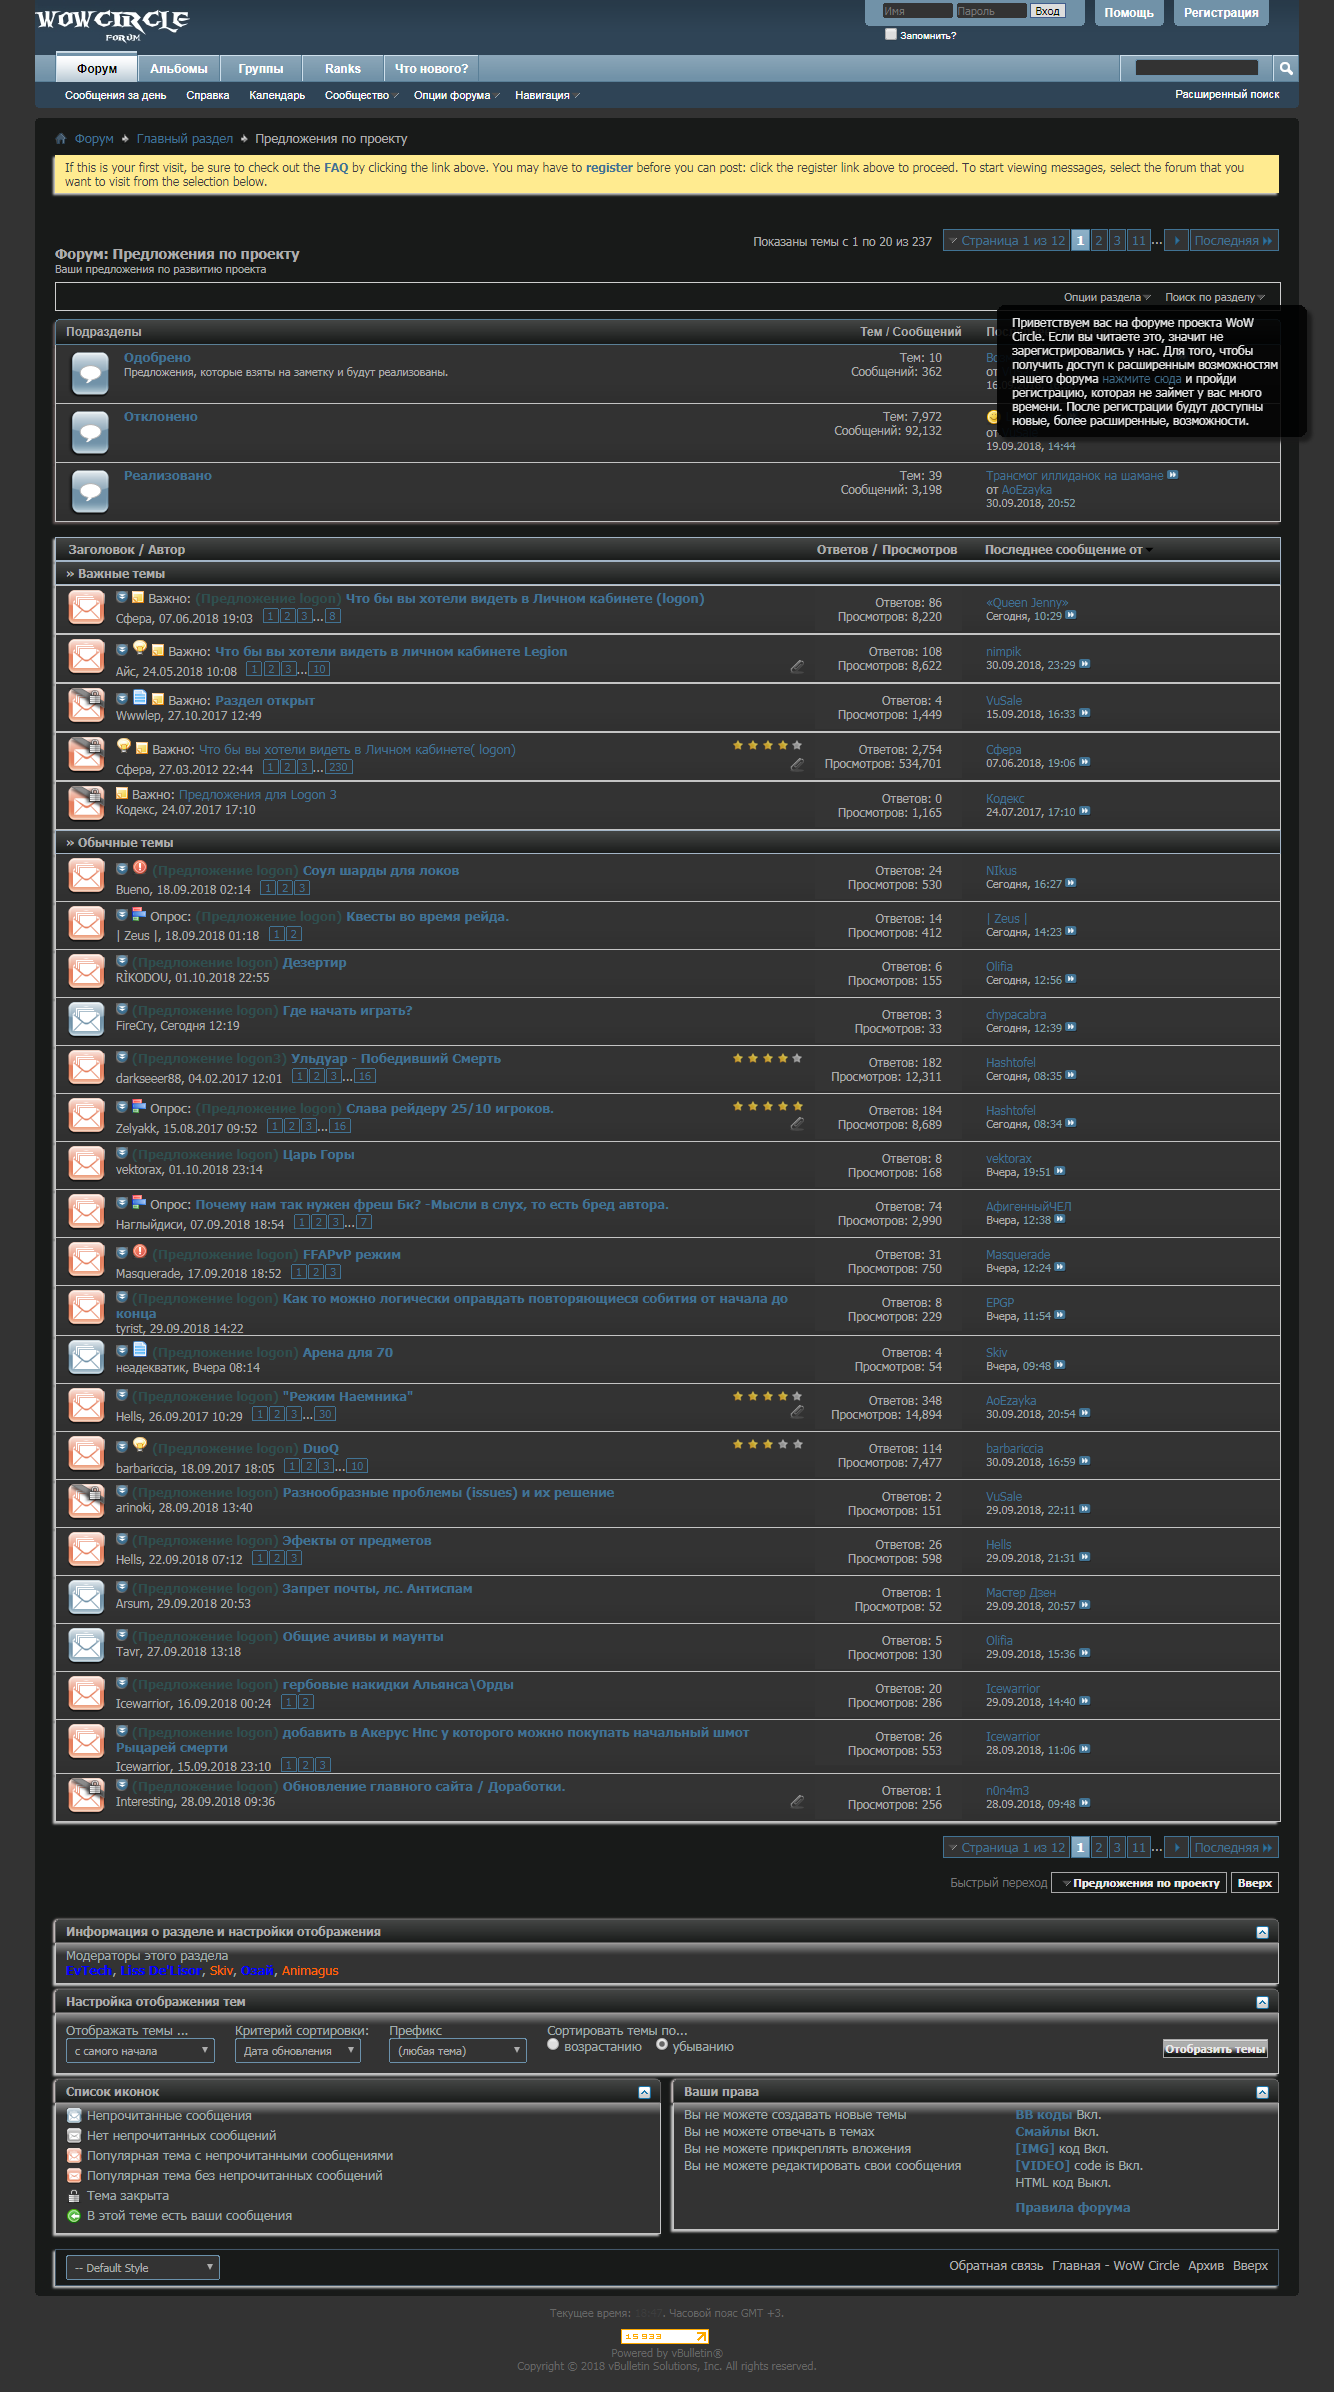 WOWCIRCLE
FORUM
Имя Пароль Вход Помощь Регистрация
Запомнить?
Форум Альбомы Группы Ranks Что нового?
Сообщения за день Справка Календарь Сообщество Опции форума Навигация Расширенный поиск
Форум Главный раздел Предложения по проекту
If this is your first visit, be sure to check out the FAQ by clicking the link above. You may have to register before you can post: click the register link above to proceed. To start viewing messages, select the forum that you
want to visit from the selection below.
Показаны темы с 1 по 20 из 237 Страница 1 из 12 1 2 3 11 ... Последняя
Форум: Предложения по проекту
Ваши предложения по развитию проекта
Опции раздела Поиск по разделу
Приветствуем вас на форуме проекта WoW
Circle. Если вы читаете это, значит не
зарегистрировались у нас. Для того, чтобы
получить доступ к расширенным возможностям
нашего форума нажмите сюда и пройди
регистрацию, которая не займет у вас много
времени. После регистрации будут доступны
новые, более расширенные, возможности.
Подразделы Тем / Сообщений
Одобрено Тем: 10
Предложения, которые взяты на заметку и будут реализованы. Сообщений: 362
Отклонено Тем: 7,972
Сообщений: 92,132 от
19.09.2018, 14:44
Реализовано Тем: 39 Трансмог иллиданок на шамане
Сообщений: 3,198 от AoEzayka
30.09.2018, 20:52
Заголовок / Автор Ответов / Просмотров Последнее сообщение от
» Важные темы
Важно: (Предложение logon) Что бы вы хотели видеть в Личном кабинете (logon) Ответов: 86 «Queen Jenny»
Сфера, 07.06.2018 19:03 1 2 3 ... 8 Просмотров: 8,220 Сегодня, 10:29
Важно: Что бы вы хотели видеть в личном кабинете Legion Ответов: 108 nimpik
Айс, 24.05.2018 10:08 1 2 3 ... 10 Просмотров: 8,622 30.09.2018, 23:29
Важно: Раздел открыт Ответов: 4 VuSale
Wwwlep, 27.10.2017 12:49 Просмотров: 1,449 15.09.2018, 16:33
Важно: Что бы вы хотели видеть в Личном кабинете( logon) Ответов: 2,754 Сфера
Сфера, 27.03.2012 22:44 1 2 3 ... 230 Просмотров: 534,701 07.06.2018, 19:06
Важно: Предложения для Logon 3 Ответов: 0 Кодекс
Кодекс, 24.07.2017 17:10 Просмотров: 1,165 24.07.2017, 17:10
» Обычные темы
(Предложение logon) Соул шарды для локов Ответов: 24 NIkus
Bueno, 18.09.2018 02:14 1 2 3 Просмотров: 530 Сегодня, 16:27
Опрос: (Предложение logon) Квесты во время рейда. Ответов: 14 | Zeus |
| Zeus |, 18.09.2018 01:18 1 2 Просмотров: 412 Сегодня, 14:23
(Предложение logon) Дезертир Ответов: 6 Olifia
RİKODOU, 01.10.2018 22:55 Просмотров: 155 Сегодня, 12:56
(Предложение logon) Где начать играть? Ответов: 3 chypacabra
FireCry, Сегодня 12:19 Просмотров: 33 Сегодня, 12:39
(Предложение logon3) Ульдуар - Победивший Смерть Ответов: 182 Hashtofel
darkseeer88, 04.02.2017 12:01 1 2 3 ... 16 Просмотров: 12,311 Сегодня, 08:35
Опрос: (Предложение logon) Слава рейдеру 25/10 игроков. Ответов: 184 Hashtofel
Zelyakk, 15.08.2017 09:52 1 2 3 ... 16 Просмотров: 8,689 Сегодня, 08:34
(Предложение logon) Царь Горы Ответов: 8 vektorax
vektorax, 01.10.2018 23:14 Просмотров: 168 Вчера, 19:51
Опрос: Почему нам так нужен фреш Бк? -Мысли в слух, то есть бред автора. Ответов: 74 АфигенныйЧЕЛ
Наглыйдиси, 07.09.2018 18:54 1 2 3 ... 7 Просмотров: 2,990 Вчера, 12:38
(Предложение logon) FFAPvP режим Ответов: 31 Masquerade
Masquerade, 17.09.2018 18:52 1 2 3 Просмотров: 750 Вчера, 12:24
(Предложение logon) Как то можно логически оправдать повторяющиеся собития от начала до Ответов: 8 EPGP
конца Просмотров: 229 Вчера, 11:54
tyrist, 29.09.2018 14:22
(Предложение logon) Арена для 70 Ответов: 4 Skiv
неадекватик, Вчера 08:14 Просмотров: 54 Вчера, 09:48
(Предложение logon) "Режим Наемника" Ответов: 348 AoEzayka
Hells, 26.09.2017 10:29 1 2 3 ... 30 Просмотров: 14,894 30.09.2018, 20:54
(Предложение logon) DuoQ Ответов: 114 barbariccia
barbariccia, 18.09.2017 18:05 1 2 3 ... 10 Просмотров: 7,477 30.09.2018, 16:59
(Предложение logon) Разнообразные проблемы (issues) и их решение Ответов: 2 VuSale
arinoki, 28.09.2018 13:40 Просмотров: 151 29.09.2018, 22:11
(Предложение logon) Эфекты от предметов Ответов: 26 Hells
Hells, 22.09.2018 07:12 1 2 3 Просмотров: 598 29.09.2018, 21:31
(Предложение logon) Запрет почты, лс. Антиспам Ответов: 1 Мастер Дзен
Arsum, 29.09.2018 20:53 Просмотров: 52 29.09.2018, 20:57
(Предложение logon) Общие ачивы и маунты Ответов: 5 Olifia
Tavr, 27.09.2018 13:18 Просмотров: 130 29.09.2018, 15:36
(Предложение logon) гербовые накидки Альянса\Орды Ответов: 20 Icewarrior
Icewarrior, 16.09.2018 00:24 1 2 Просмотров: 286 29.09.2018, 14:40
(Предложение logon) добавить в Акерус Нпс у которого можно покупать начальный шмот Ответов: 26 Icewarrior
Рыцарей смерти Просмотров: 553 28.09.2018, 11:06
Icewarrior, 15.09.2018 23:10 1 2 3
(Предложение logon) Обновление главного сайта / Доработки. Ответов: 1 n0n4m3
Interesting, 28.09.2018 09:36 Просмотров: 256 28.09.2018, 09:48
Страница 1 из 12 1 2 3 11 ... Последняя
Быстрый переход Предложения по проекту Вверх
Информация о разделе и настройки отображения
Модераторы этого раздела
EvTech, Liss De'Lisor, Skiv, Озай, Animagus
Настройка отображения тем
Отображать темы ... Критерий сортировки: Префикс Сортировать темы по...
с самого начала Дата обновления (любая тема) возрастанию убыванию Отобразить темы
Список иконок Ваши права
Непрочитанные сообщения
Нет непрочитанных сообщений
Популярная тема с непрочитанными сообщениями
Популярная тема без непрочитанных сообщений
Тема закрыта
В этой теме есть ваши сообщения
Вы не можете создавать новые темы
Вы не можете отвечать в темах
Вы не можете прикреплять вложения
Вы не можете редактировать свои сообщения
BB коды Вкл.
Смайлы Вкл.
[IMG] код Вкл.
[VIDEO] code is Вкл.
HTML код Выкл.
Правила форума
-- Default Style Обратная связь Главная - WoW Circle Архив Вверх
Текущее время: . Часовой пояс GMT +3.
15 933
Powered by vBulletin®
Copyright © 2018 vBulletin Solutions, Inc. All rights reserved.